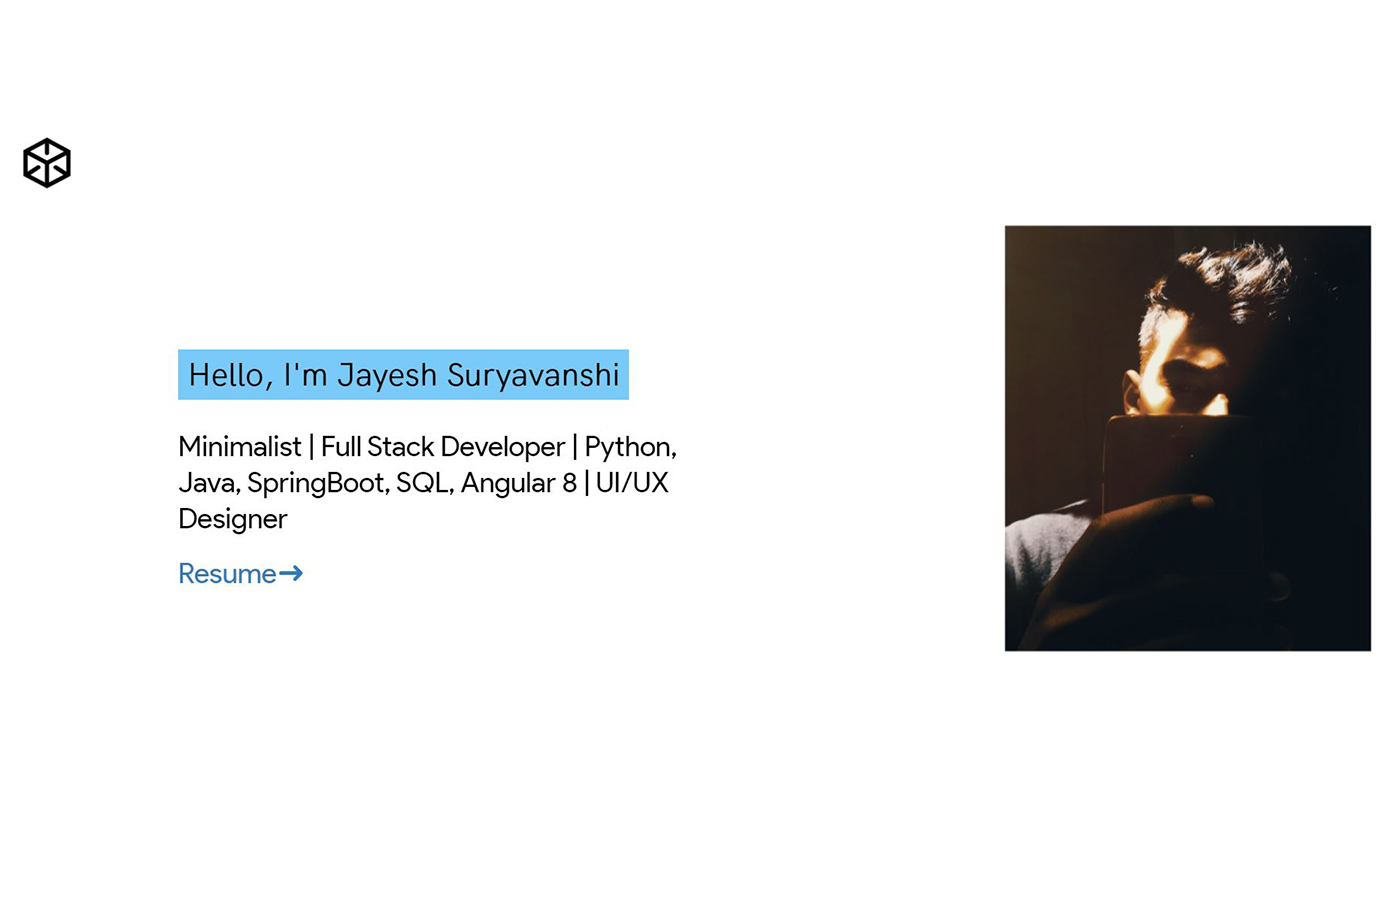 Hello, I'm Jayesh Suryavanshi
Minimalist | Full Stack Developer | Python,
Java, SpringBoot, SQL, Angular 8 | UI/UX
Designer
Resume→